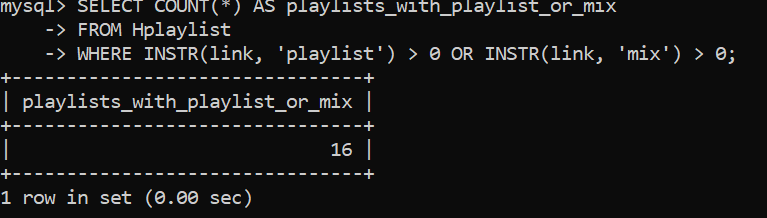 mysql> SELECT COUNT(*) AS playlists_with_playlist_or_mix
    -> FROM Hplaylist
    -> WHERE INSTR(link, 'playlist') > 0 OR INSTR(link, 'mix') > 0;
+--------------------------------+
| playlists_with_playlist_or_mix |
+--------------------------------+
|                             16 |
+--------------------------------+
1 row in set (0.00 sec)